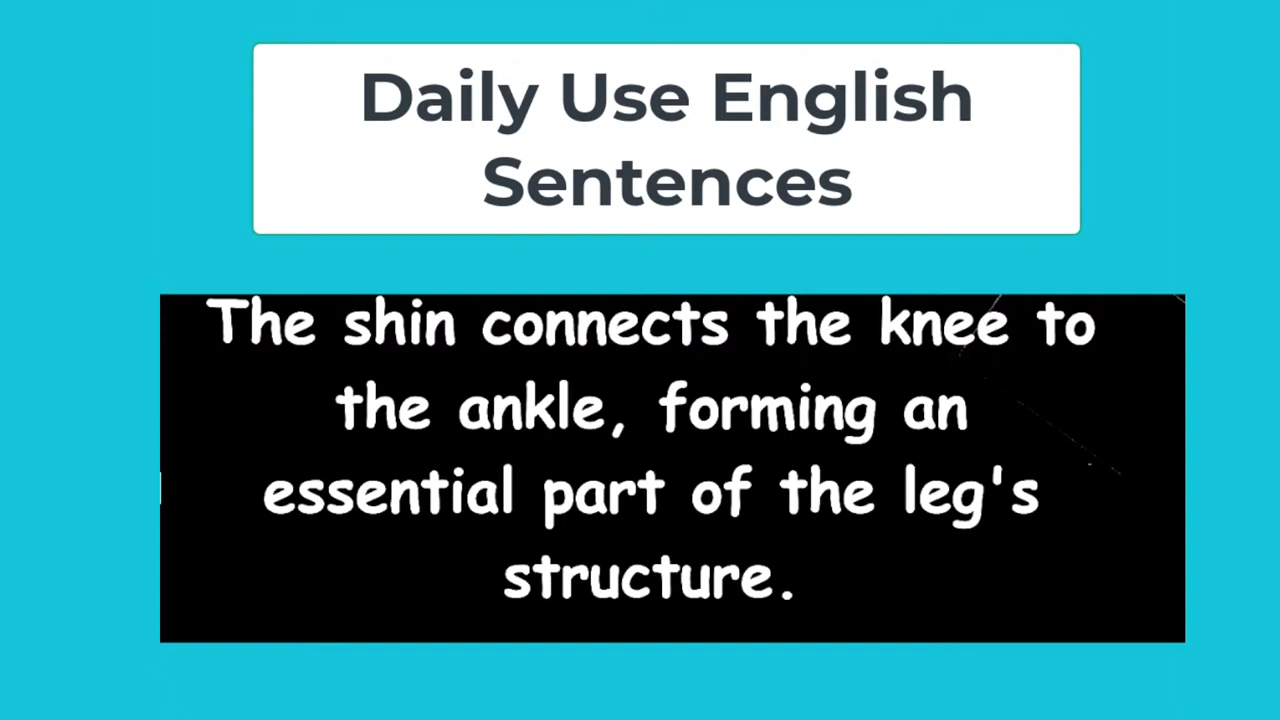 Daily Use English
Sentences
The shin connects the knee to
the ankle, forming an
essential part of the leg's
structure.